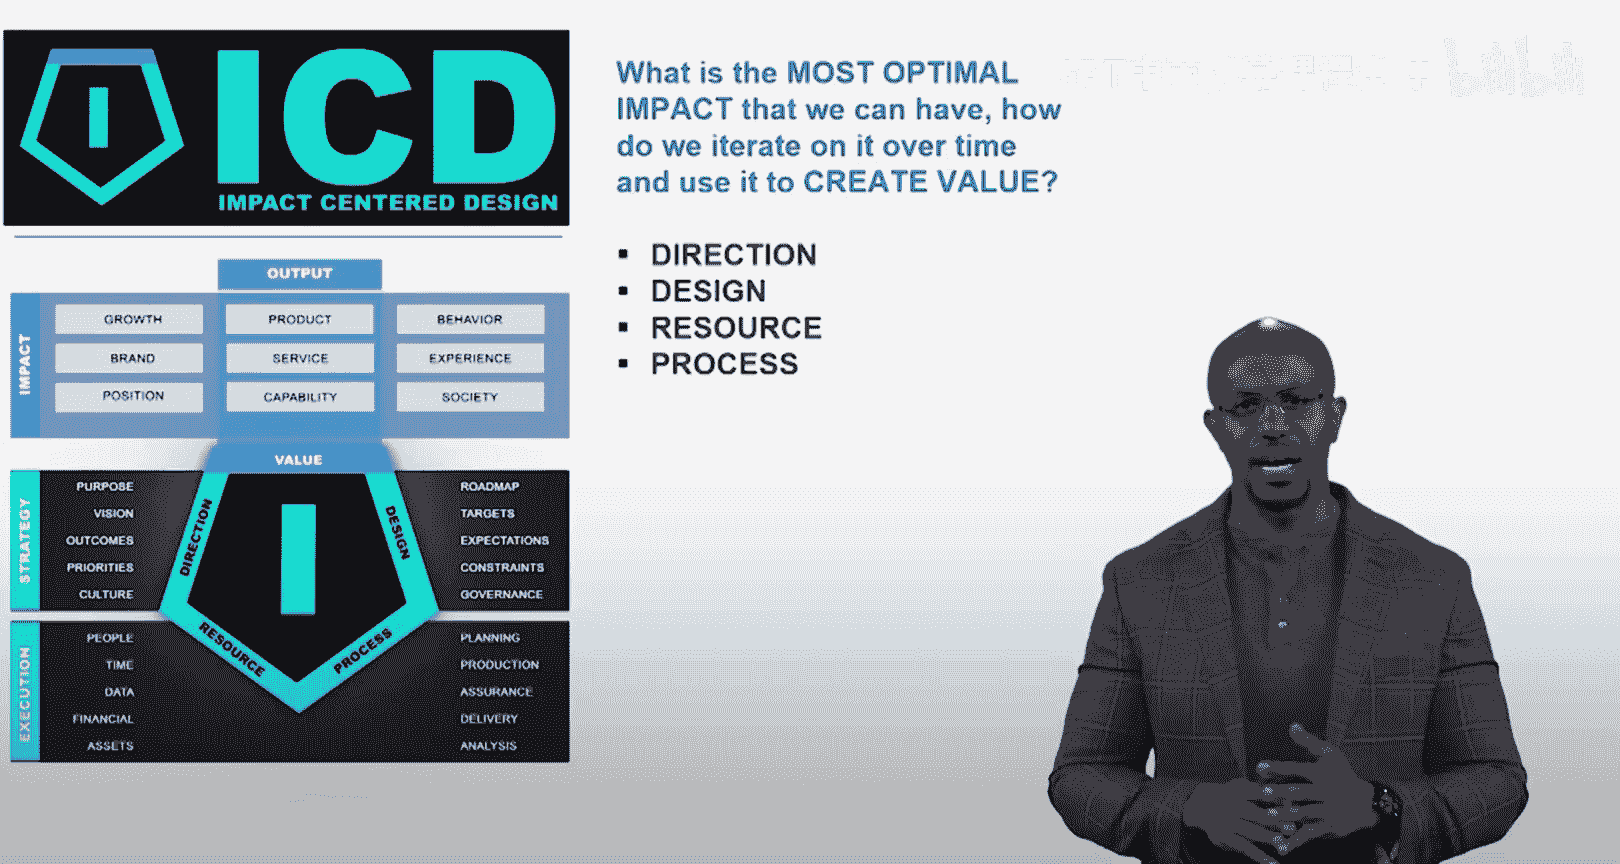 ICD
IMPACT CENTERED DESIGN
What is the MOST OPTIMAL
IMPACT that we can have, how
do we iterate on it over time
and use it to CREATE VALUE?
▪ DIRECTION
▪ DESIGN
▪ RESOURCE
▪ PROCESS
OUTPUT
IMPACT
GROWTH PRODUCT BEHAVIOR
BRAND SERVICE EXPERIENCE
POSITION CAPABILITY SOCIETY
VALUE
STRATEGY
PURPOSE
VISION
OUTCOMES
PRIORITIES
CULTURE
DIRECTION
DESIGN
ROADMAP
TARGETS
EXPECTATIONS
CONSTRAINTS
GOVERNANCE
EXECUTION
PEOPLE
TIME
DATA
FINANCIAL
ASSETS
RESOURCE
PROCESS
PLANNING
PRODUCTION
ASSURANCE
DELIVERY
ANALYSIS